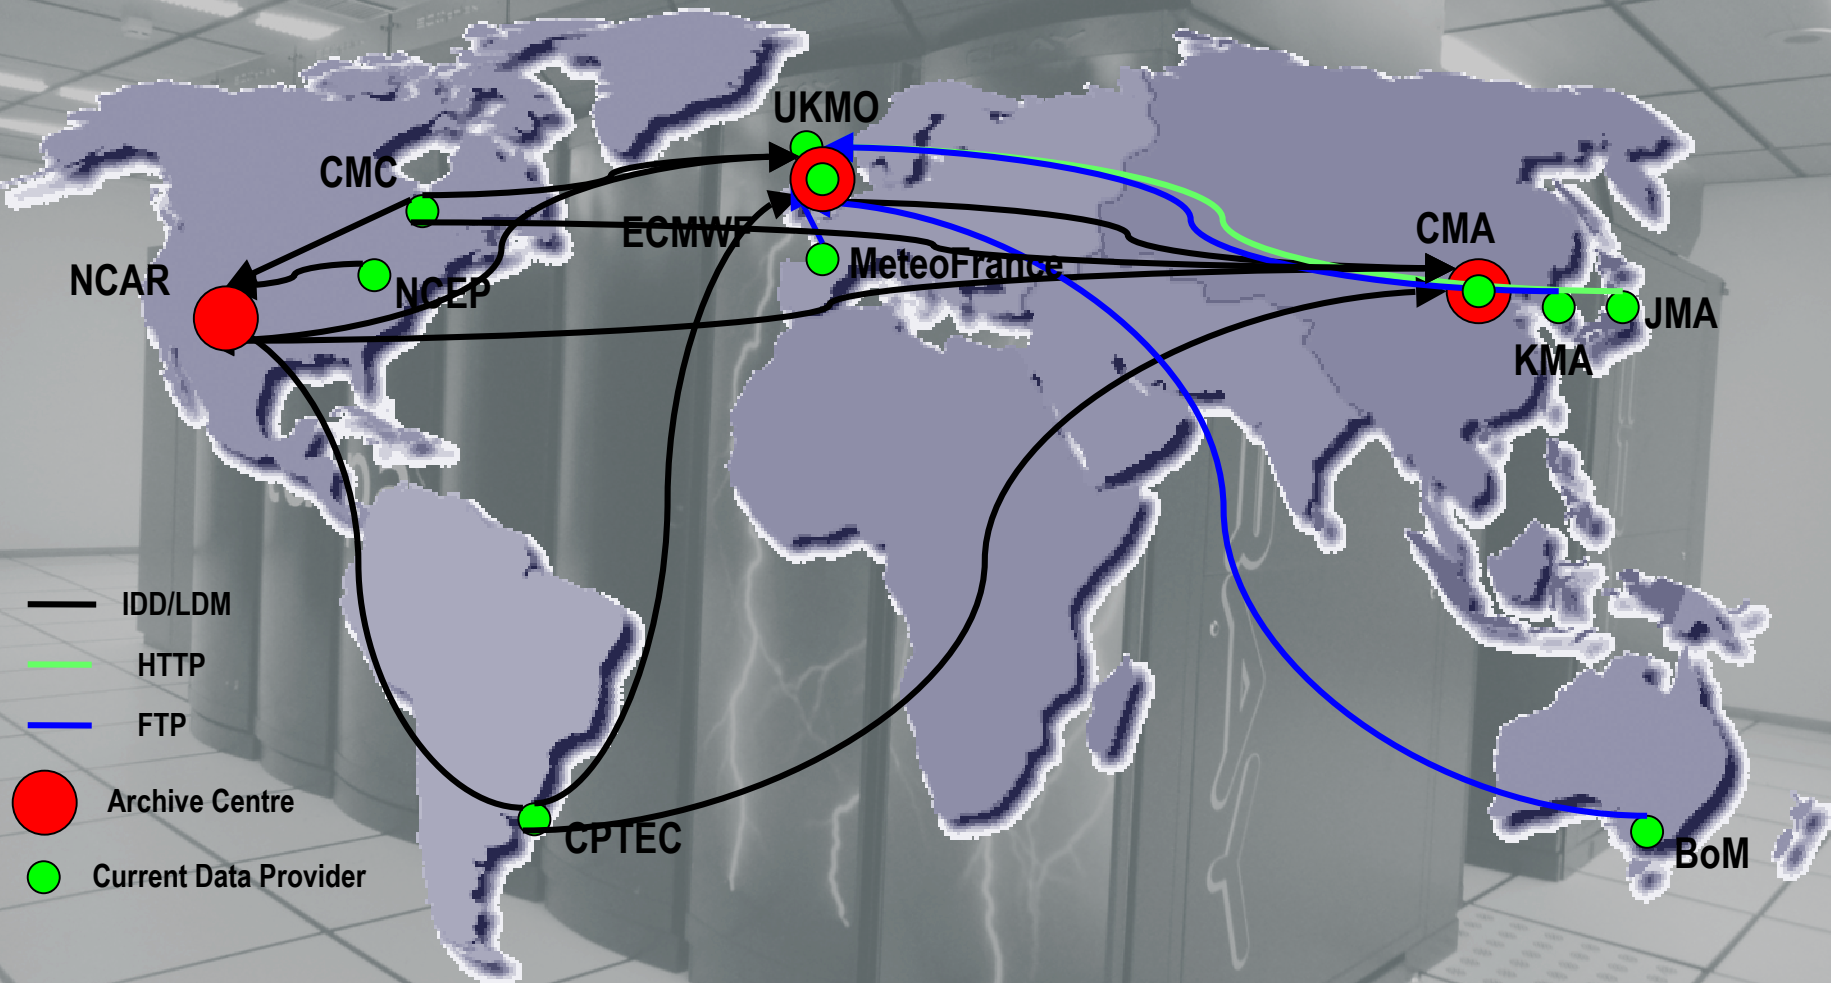 UKMO
CMC
CMA
ECMWF
MeteoFrance
NCAR
NCEP
JMA
KMA
IDD/LDM
HTTP
FTP
Archive Centre
CPTEC
BoM
Current Data Provider